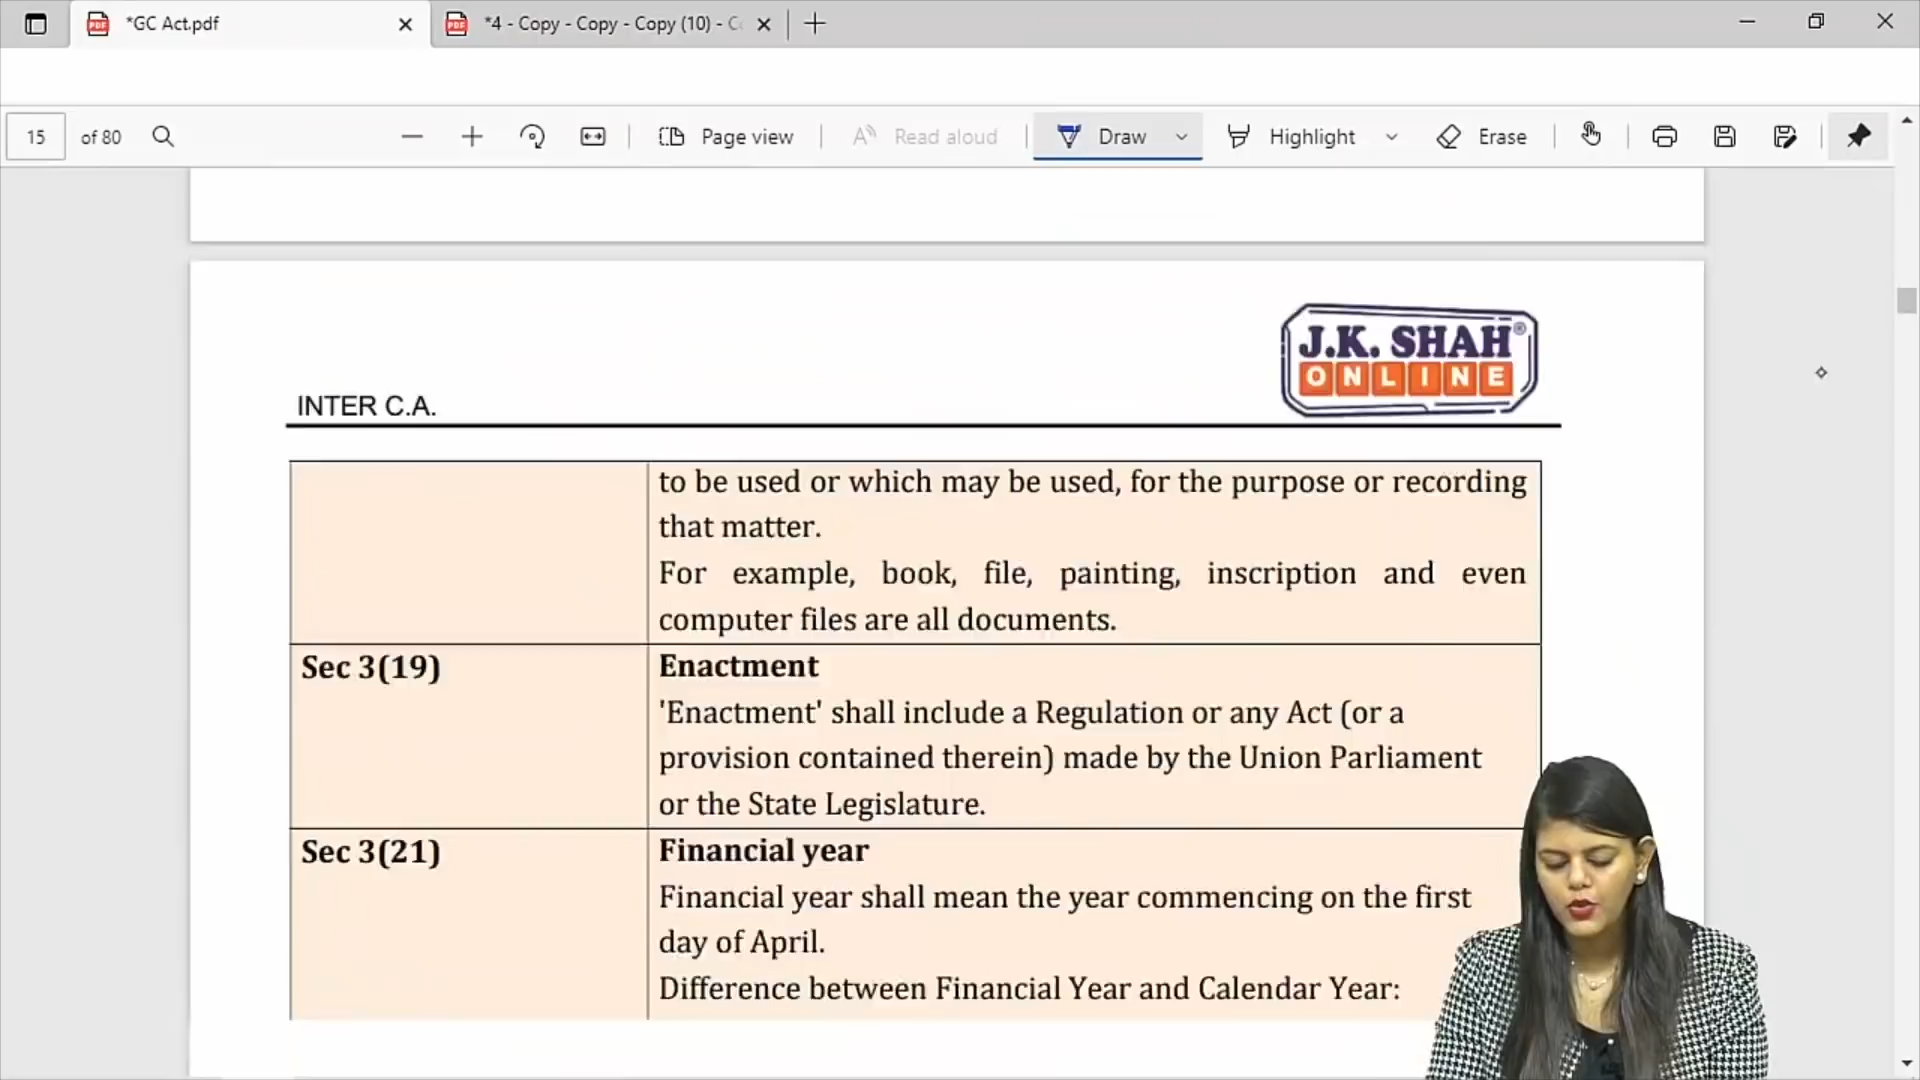 *GC Act.pdf
*4 - Copy - Copy - Copy (10) - C
15 of 80
Page view
Read aloud
Draw
Highlight
Erase
J.K. SHAH®
ONLINE
INTER C.A.
to be used or which may be used, for the purpose or recording
that matter.
For example, book, file, painting, inscription and even
computer files are all documents.
Sec 3(19)
Enactment
'Enactment' shall include a Regulation or any Act (or a
provision contained therein) made by the Union Parliament
or the State Legislature.
Sec 3(21)
Financial year
Financial year shall mean the year commencing on the first
day of April.
Difference between Financial Year and Calendar Year: